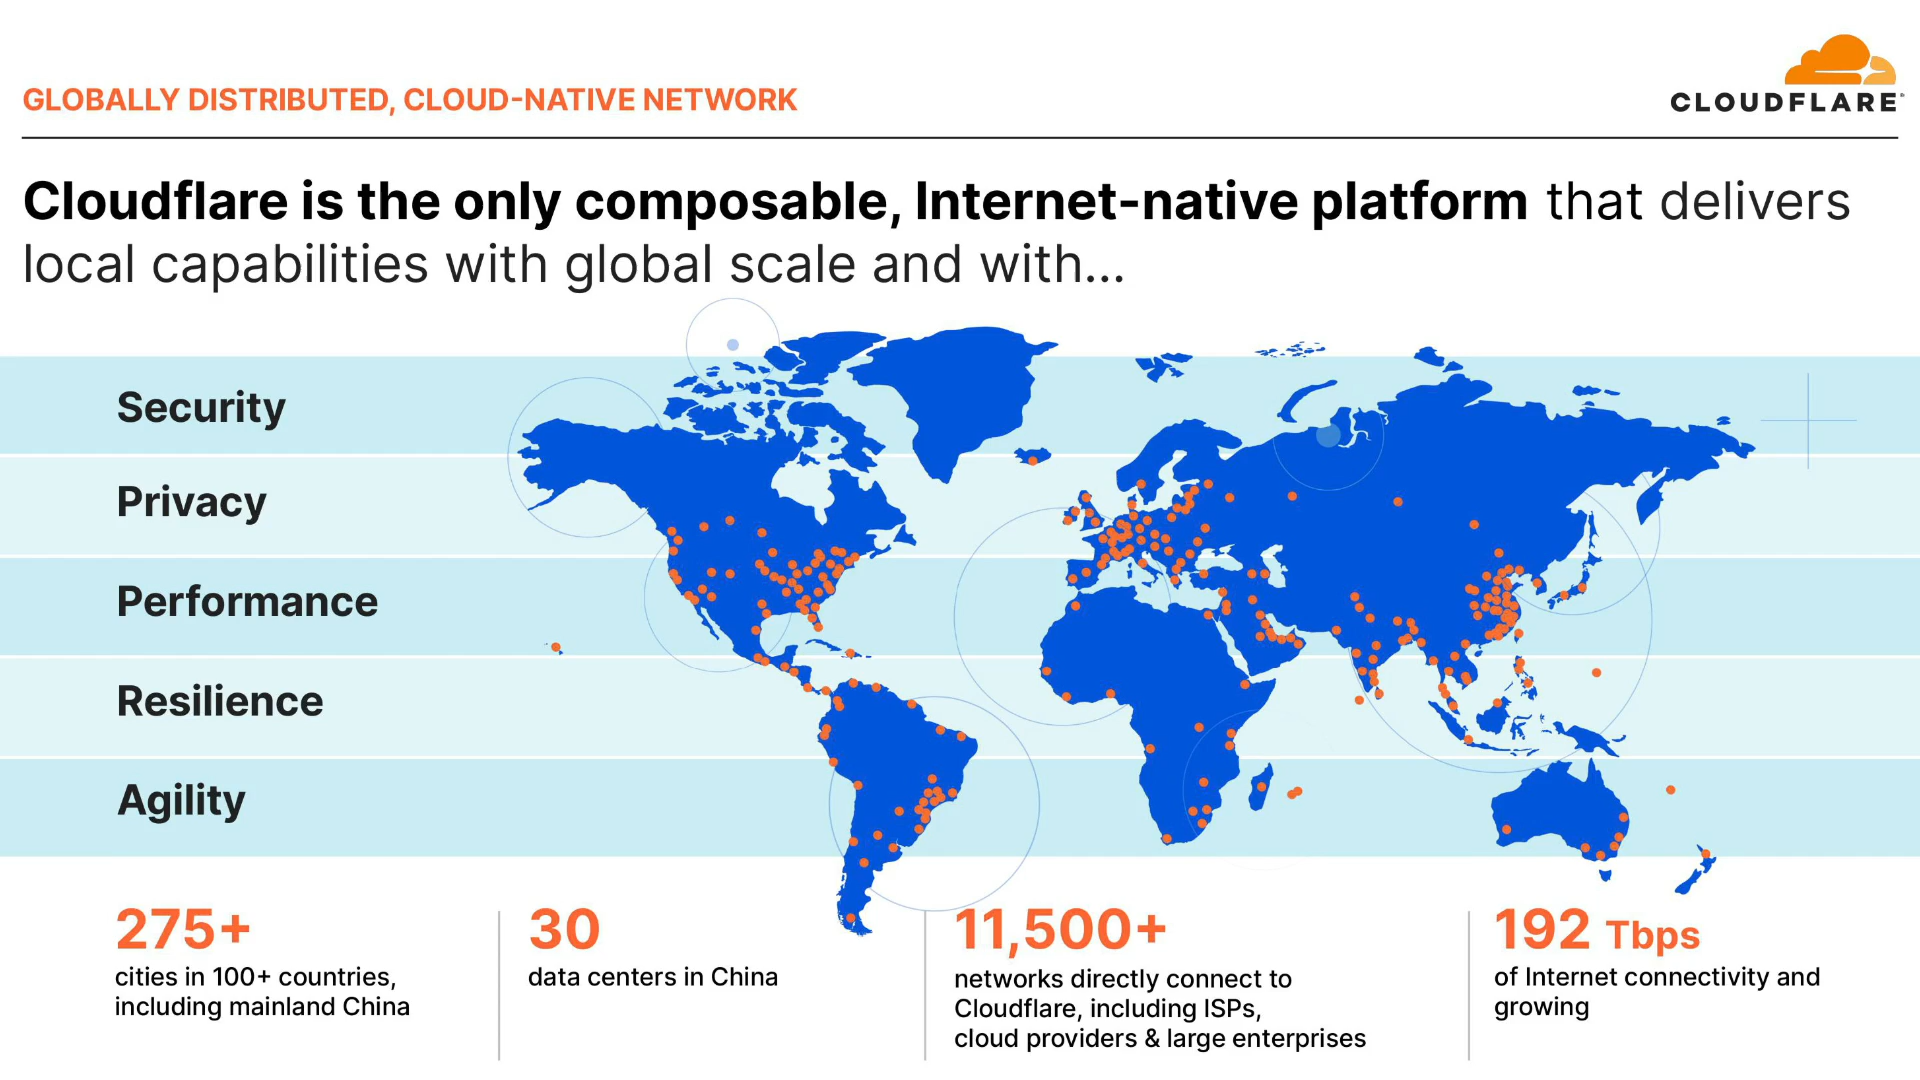 GLOBALLY DISTRIBUTED, CLOUD-NATIVE NETWORK
CLOUDFLARE
Cloudflare is the only composable, Internet-native platform that delivers
local capabilities with global scale and with...
Security
Privacy
Performance
Resilience
Agility
275+
cities in 100+ countries,
including mainland China
30
data centers in China
11,500+
networks directly connect to
Cloudflare, including ISPs,
cloud providers & large enterprises
192 Tbps
of Internet connectivity and
growing